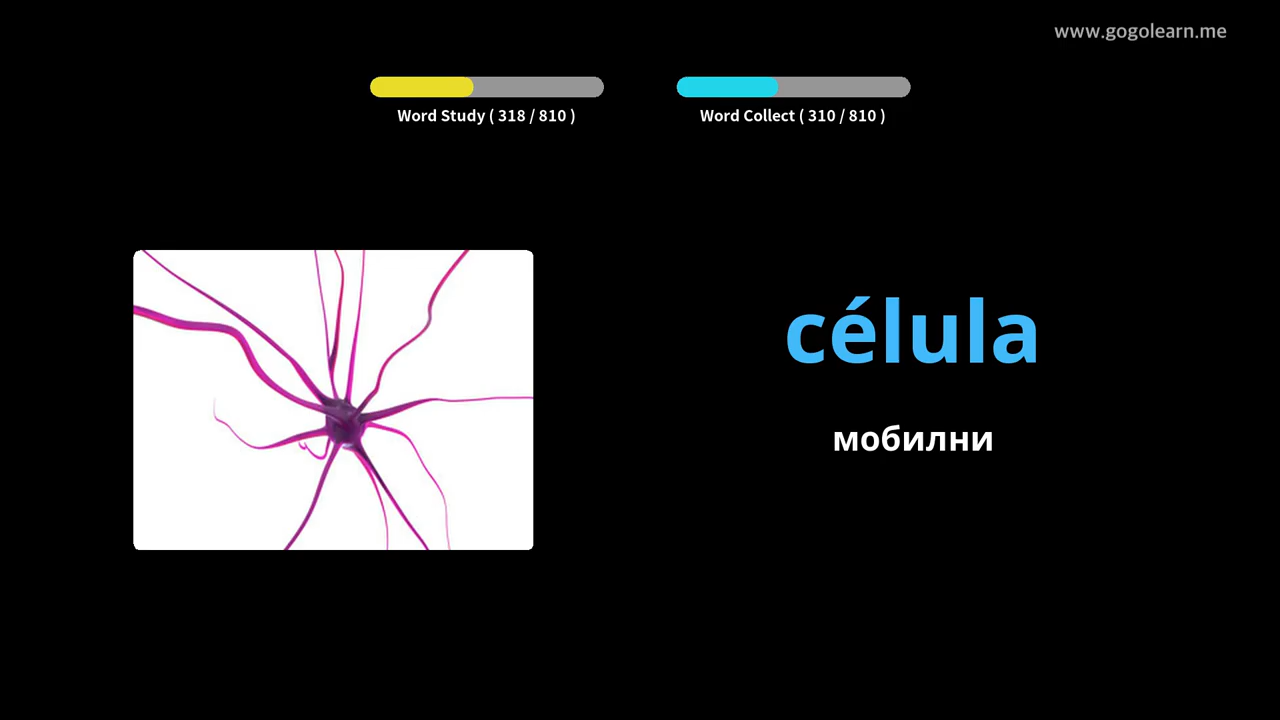 www.gogolearn.me
Word Study ( 318 / 810 )
Word Collect ( 310 / 810 )
célula
мобилни